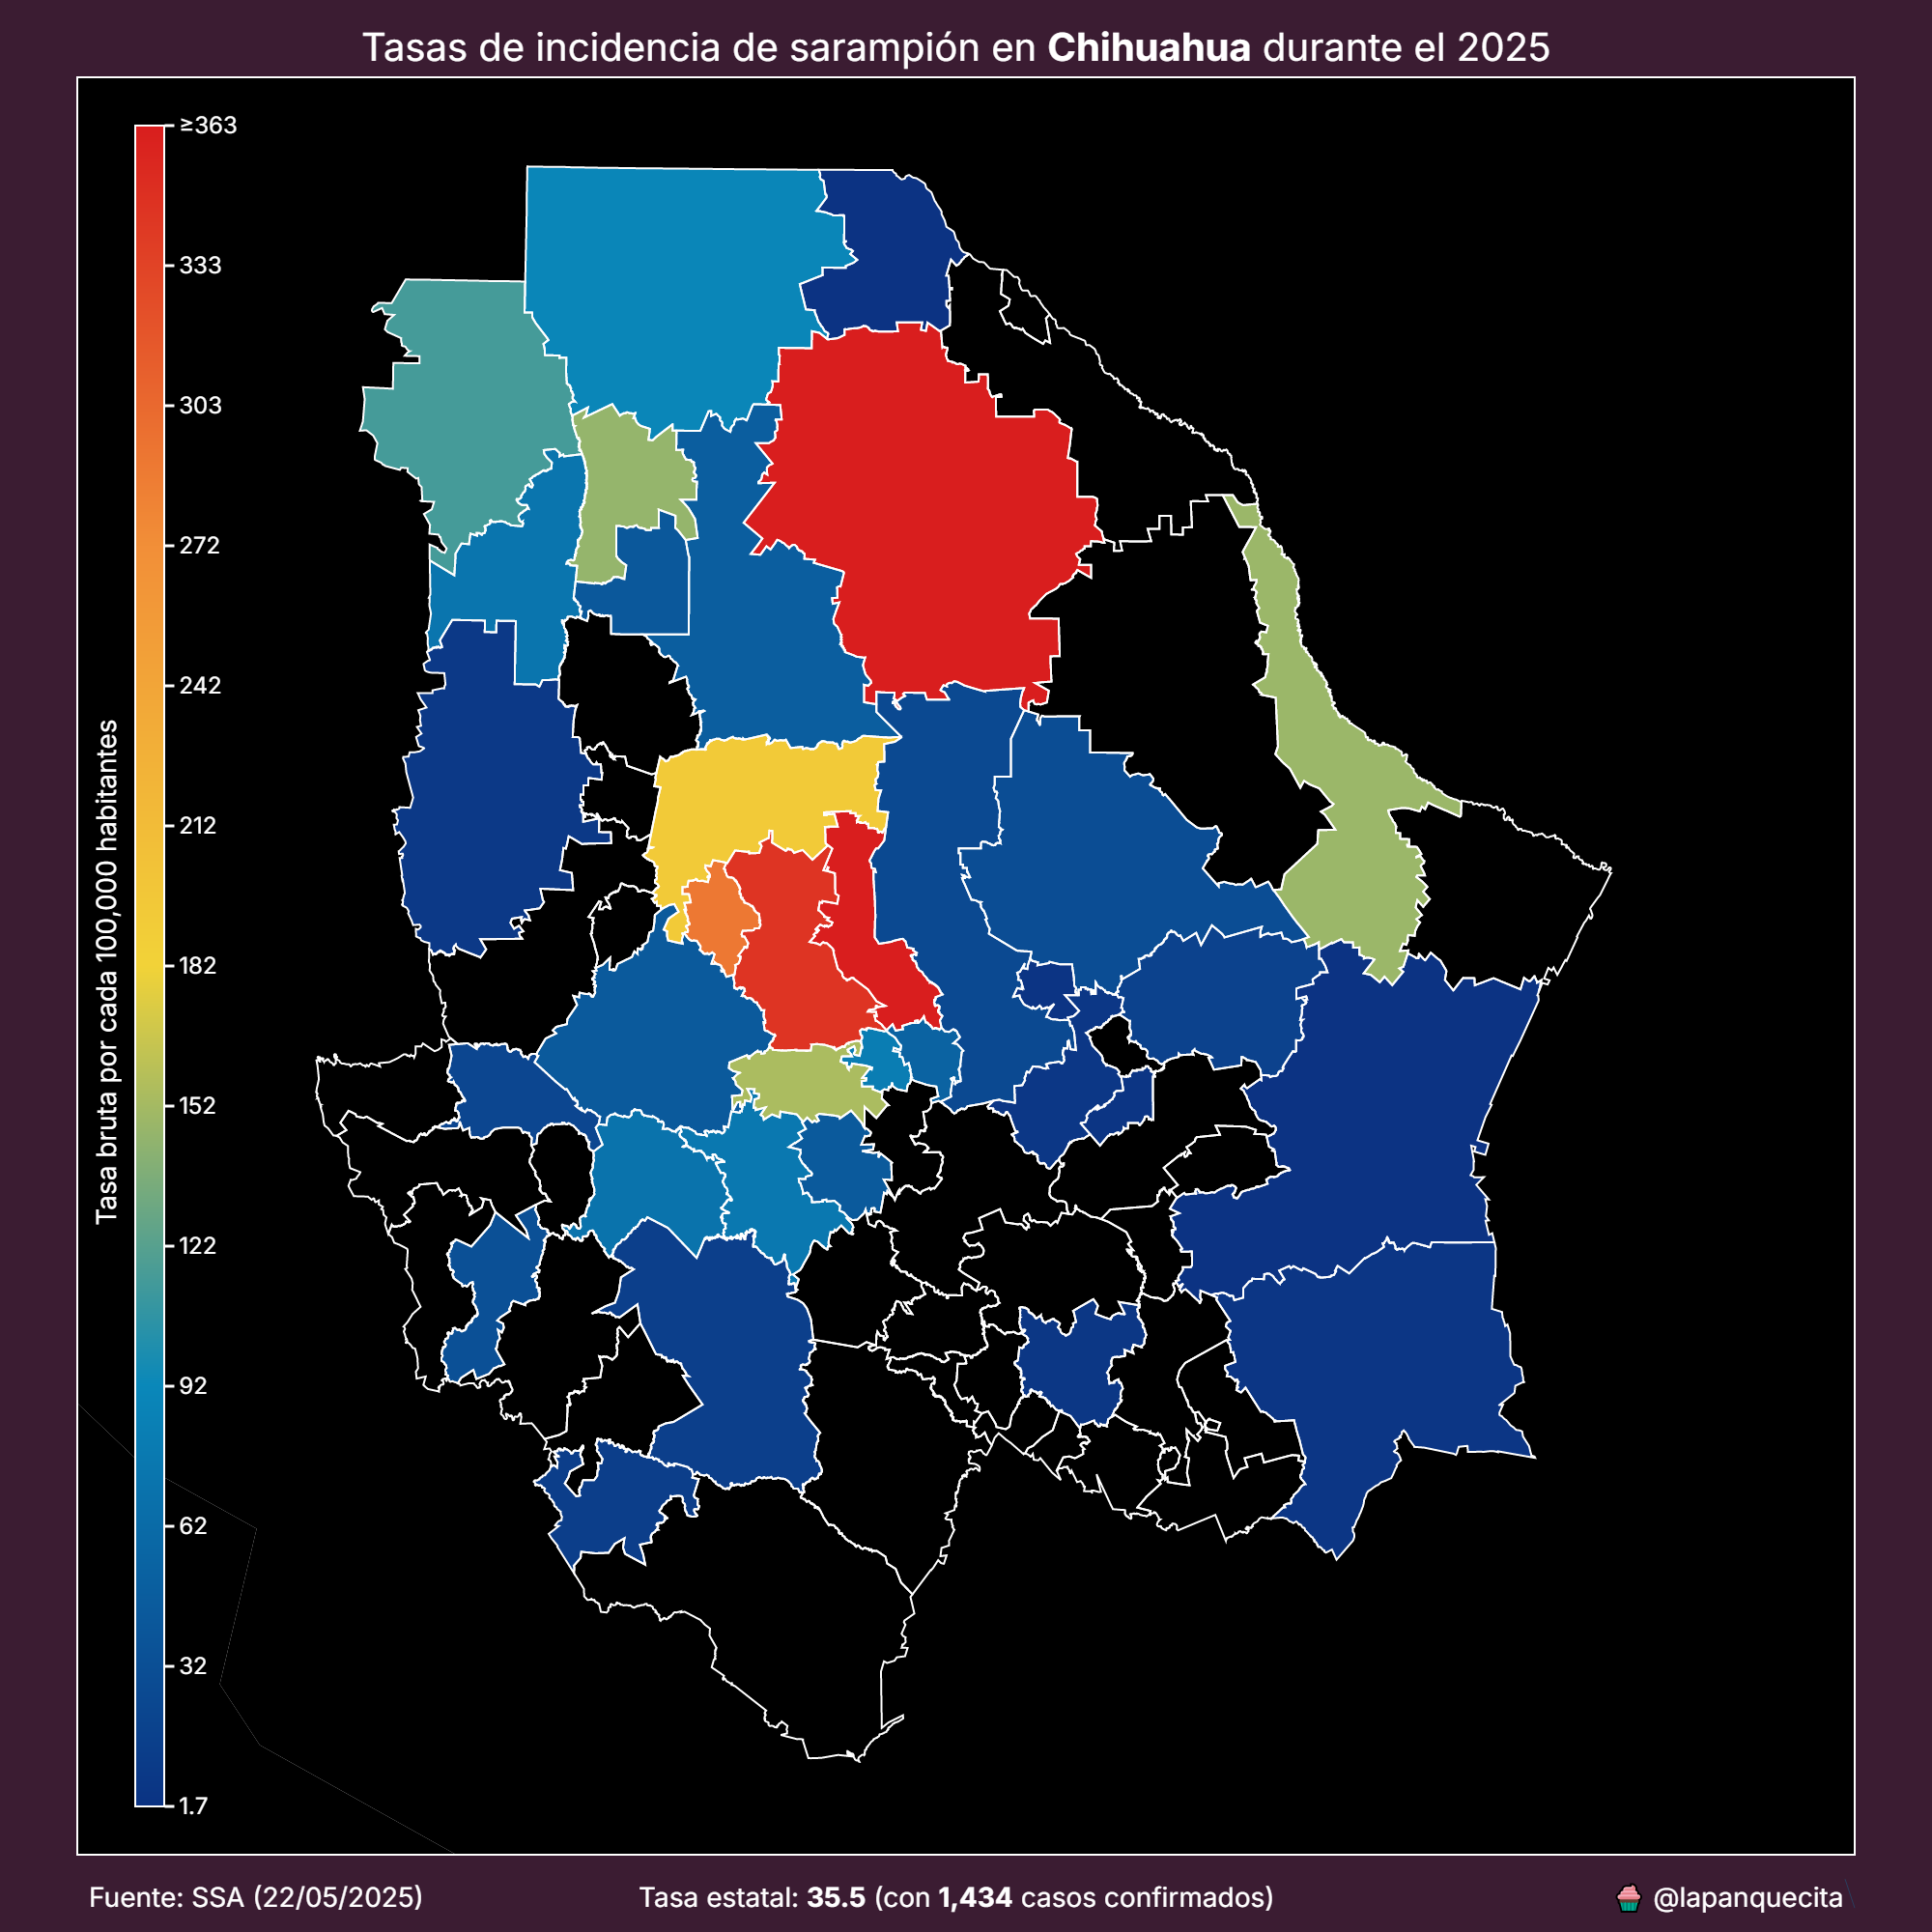 Tasas de incidencia de sarampión en Chihuahua durante el 2025
≥363
333
303
272
242
212
182
152
122
92
62
32
1.7
Tasa bruta por cada 100,000 habitantes
Fuente: SSA (22/05/2025)
Tasa estatal: 35.5 (con 1,434 casos confirmados)
🧁 @lapanquecita